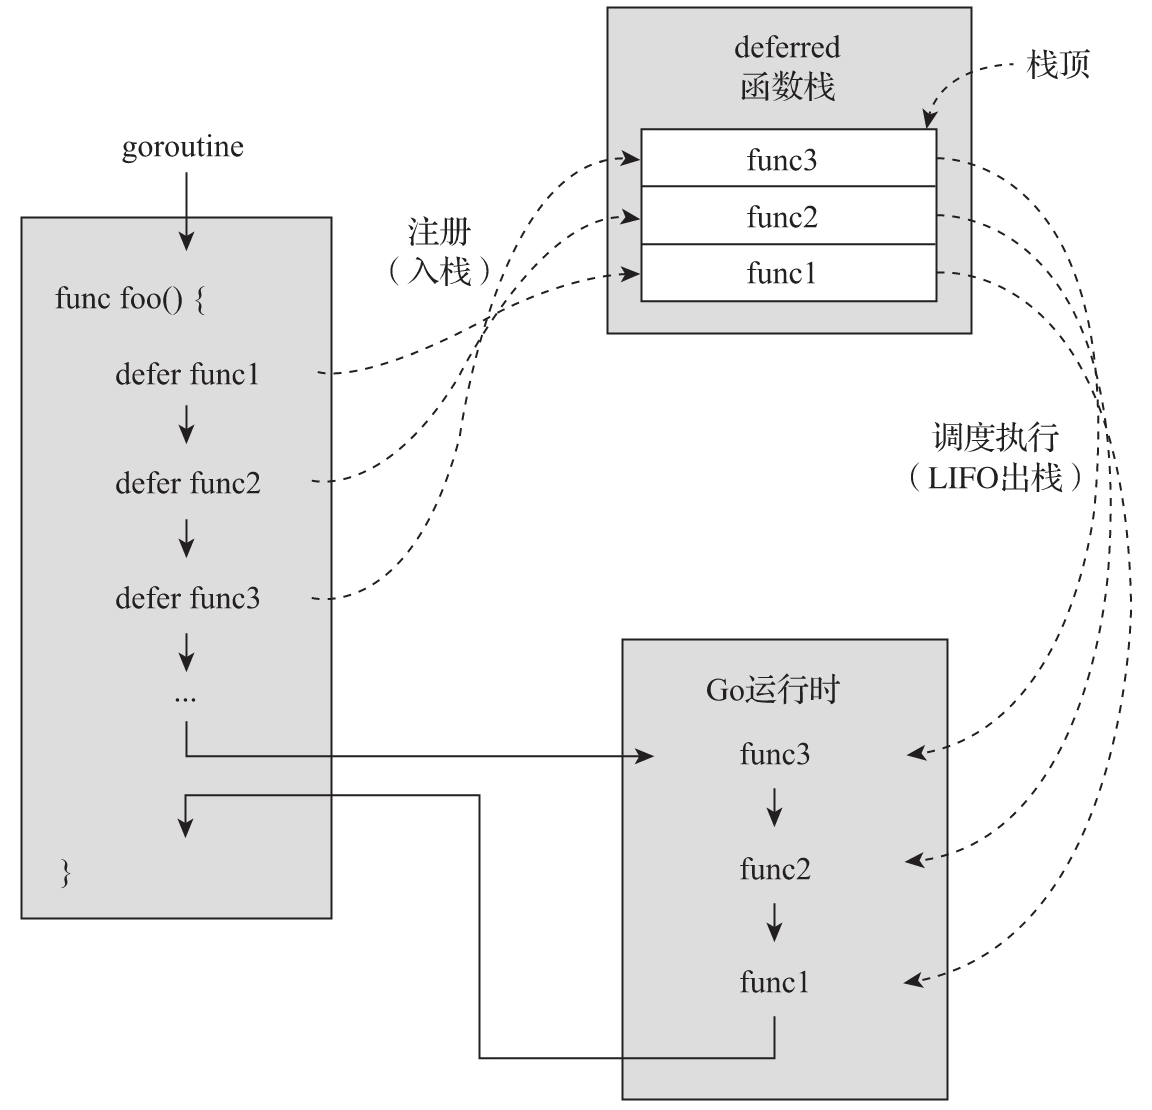 deferred
函数栈
栈顶
func3
func2
func1
goroutine
注册
（入栈）
func foo() {
defer func1
defer func2
defer func3
...
}
调度执行
（LIFO出栈）
Go运行时
func3
func2
func1